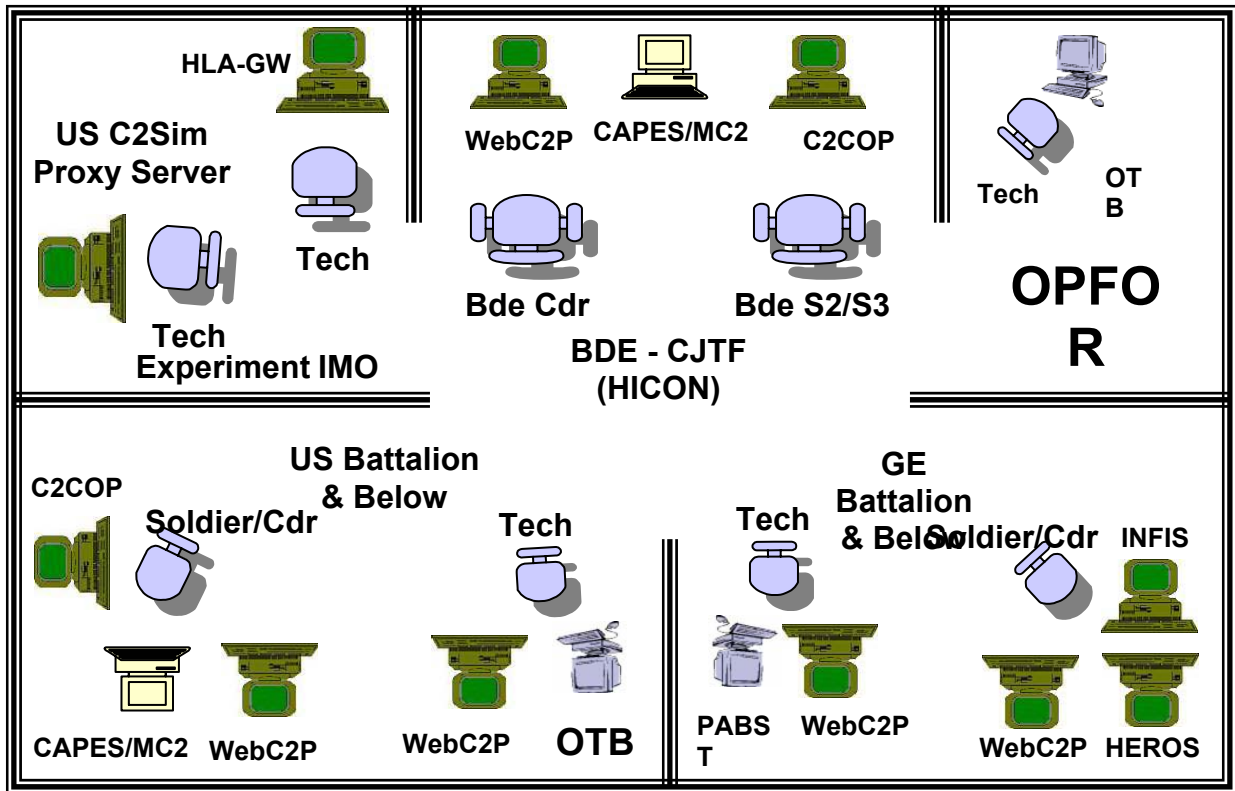 HLA-GW
US C2Sim
Proxy Server
Tech
Tech
Experiment IMO
WebC2P
CAPES/MC2
C2COP
Bde Cdr
Bde S2/S3
BDE - CJTF
(HICON)
Tech
OT
B
OPFO
R
US Battalion
& Below
C2COP
Soldier/Cdr
Tech
CAPES/MC2
WebC2P
WebC2P
OTB
GE
Battalion
& Below
Tech
Soldier/Cdr
INFIS
PABS
T
WebC2P
WebC2P
HEROS